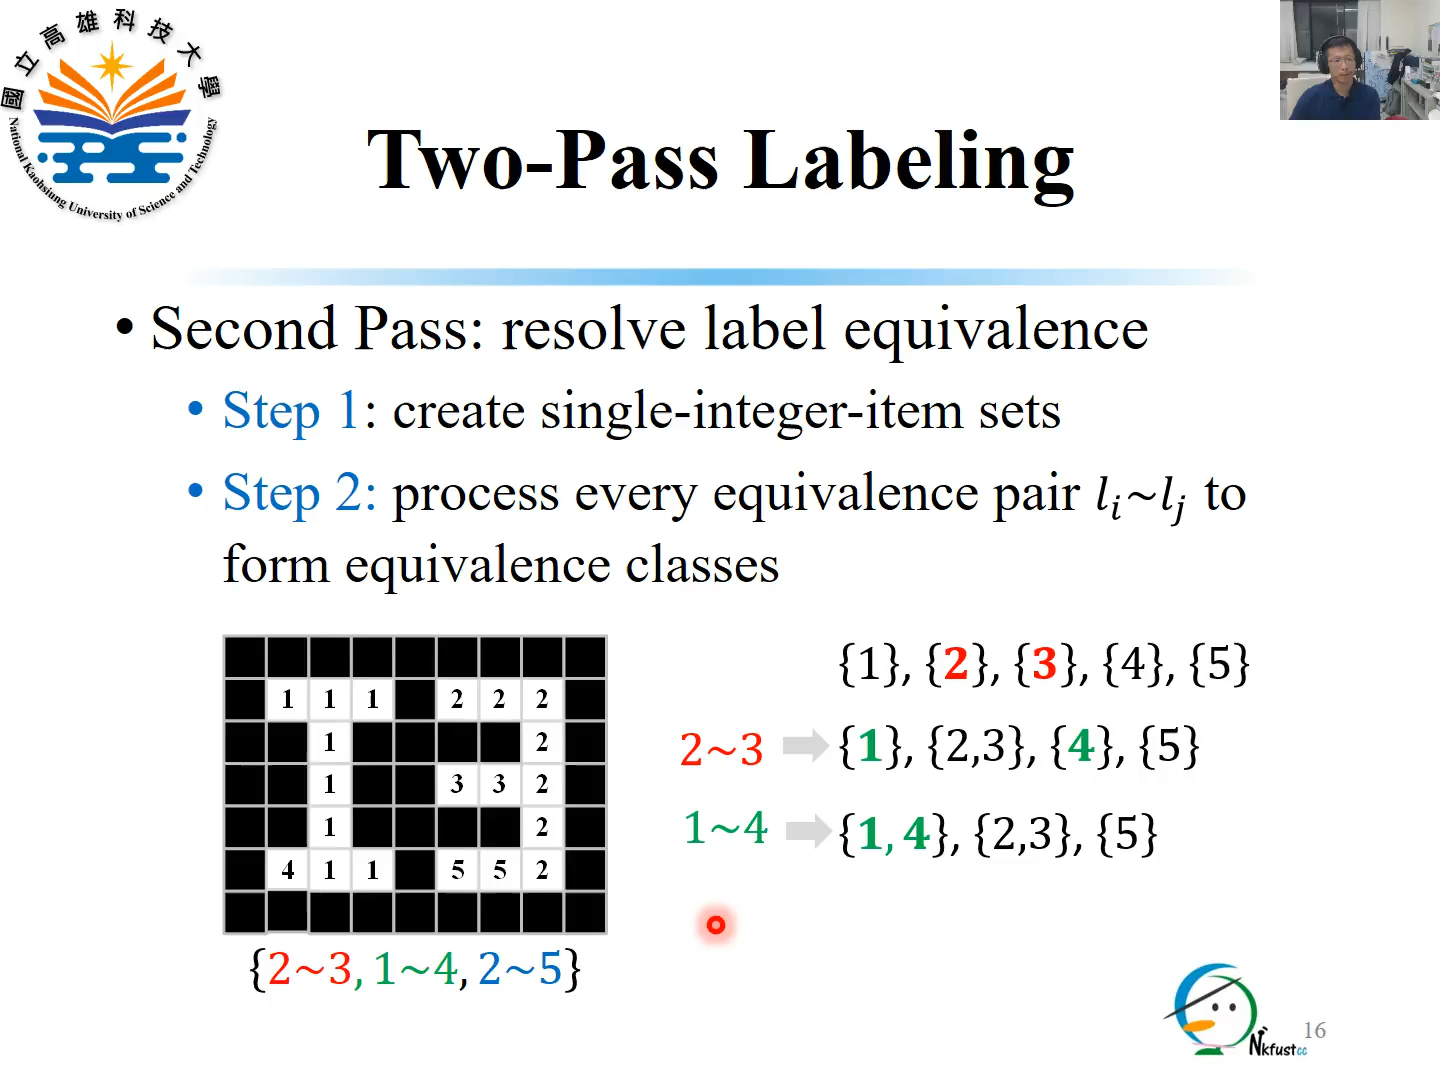 國立高雄科技大學
National Kaohsiung University of Science and Technology
Two-Pass Labeling
• Second Pass: resolve label equivalence
• Step 1: create single-integer-item sets
• Step 2: process every equivalence pair lᵢ~lⱼ to
form equivalence classes
1 1 1 2 2 2
1 2
1 3 3 2
1 2
4 1 1 5 5 2
{2~3, 1~4, 2~5}
{1}, {2}, {3}, {4}, {5}
2~3 {1}, {2,3}, {4}, {5}
1~4 {1, 4}, {2,3}, {5}
Nkfust cc
16